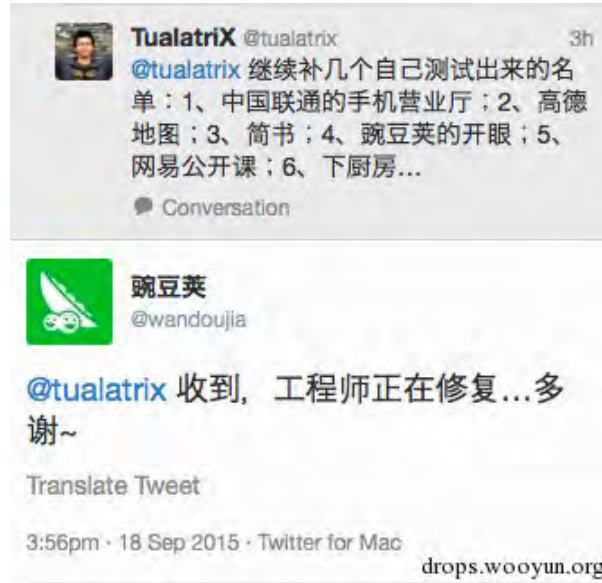 TualatriX @tualatrix 3h
@tualatrix 继续补几个自己测试出来的名
单：1、中国联通的手机营业厅；2、高德
地图；3、简书；4、豌豆荚的开眼；5、
网易公开课；6、下厨房...
Conversation
豌豆荚
@wandoujia
@tualatrix 收到，工程师正在修复...多
谢~
Translate Tweet
3:56pm · 18 Sep 2015 · Twitter for Mac
drops.wooyun.org